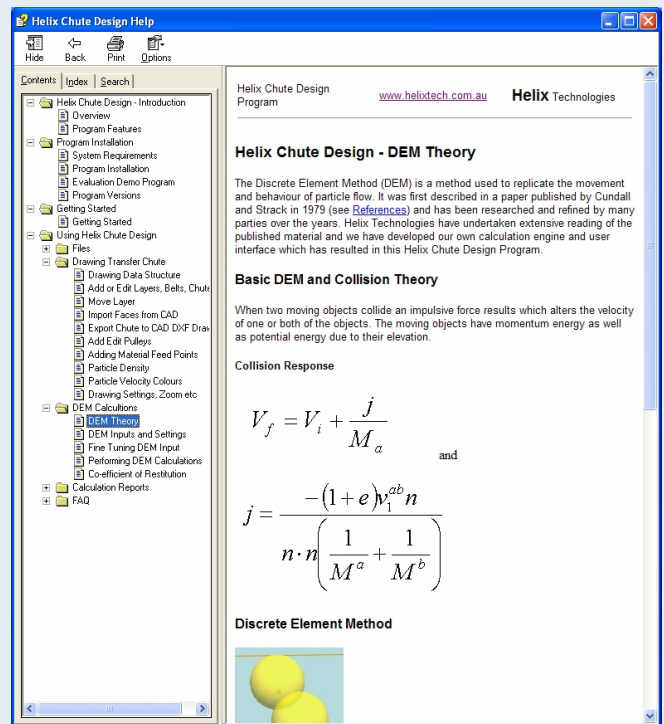 Helix Chute Design Help
Hide Back Print Options
Contents Index Search
Helix Chute Design - Introduction
Overview
Program Features
Program Installation
System Requirements
Program Installation
Evaluation Demo Program
Program Versions
Getting Started
Getting Started
Using Helix Chute Design
Files
Drawing Transfer Chute
Drawing Data Structure
Add or Edit Layers, Belts, Chute
Move Layer
Import Faces from CAD
Export Chute to CAD DXF Draw
Add Edit Pulleys
Adding Material Feed Points
Particle Density
Particle Velocity Colours
Drawing Settings, Zoom etc
DEM Calcultions
DEM Theory
DEM Inputs and Settings
Fine Tuning DEM Input
Performing DEM Calculations
Co-efficient of Restitution
Calculation Reports
FAQ
Helix Chute Design
Program
www.helixtech.com.au
Helix Technologies
Helix Chute Design - DEM Theory
The Discrete Element Method (DEM) is a method used to replicate the movement
and behaviour of particle flow. It was first described in a paper published by Cundall
and Strack in 1979 (see References) and has been researched and refined by many
parties over the years. Helix Technologies have undertaken extensive reading of the
published material and we have developed our own calculation engine and user
interface which has resulted in this Helix Chute Design Program.
Basic DEM and Collision Theory
When two moving objects collide an impulsive force results which alters the velocity
of one or both of the objects. The moving objects have momentum energy as well
as potential energy due to their elevation.
Collision Response
V_f = V_i + j / M_a and
j = -(1+e)v_1^{ab} n / n · n (1 / M^a + 1 / M^b)
Discrete Element Method